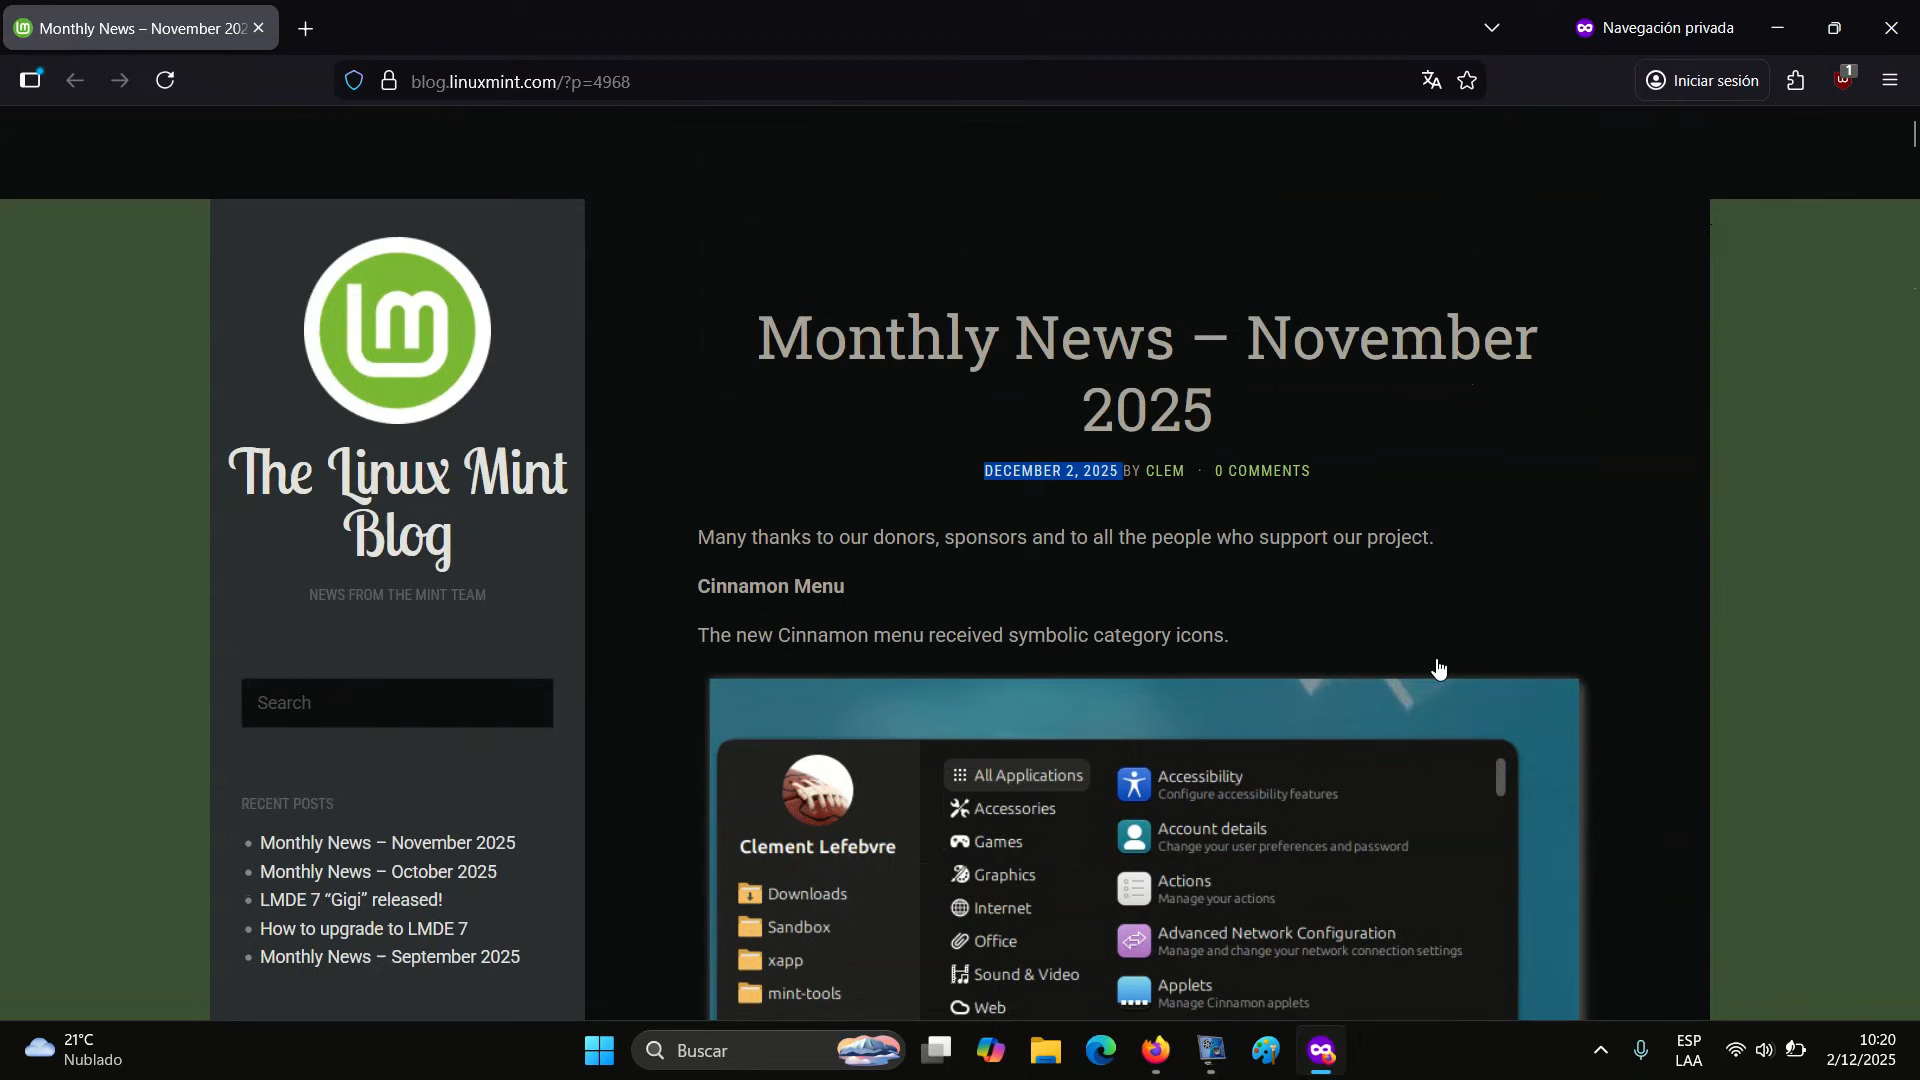 Monthly News – November 202
Navegación privada
blog.linuxmint.com/?p=4968
Iniciar sesión
1
The Linux Mint
Blog
NEWS FROM THE MINT TEAM
Search
RECENT POSTS
Monthly News – November 2025
Monthly News – October 2025
LMDE 7 “Gigi” released!
How to upgrade to LMDE 7
Monthly News – September 2025
Monthly News – November
2025
DECEMBER 2, 2025 BY CLEM · 0 COMMENTS
Many thanks to our donors, sponsors and to all the people who support our project.
Cinnamon Menu
The new Cinnamon menu received symbolic category icons.
Clement Lefebvre
Downloads
Sandbox
xapp
mint-tools
All Applications
Accessories
Games
Graphics
Internet
Office
Sound & Video
Web
Accessibility
Configure accessibility features
Account details
Change your user preferences and password
Actions
Manage your actions
Advanced Network Configuration
Manage and change your network connection settings
Applets
Manage Cinnamon applets
21°C
Nublado
Buscar
ESP
LAA
10:20
2/12/2025